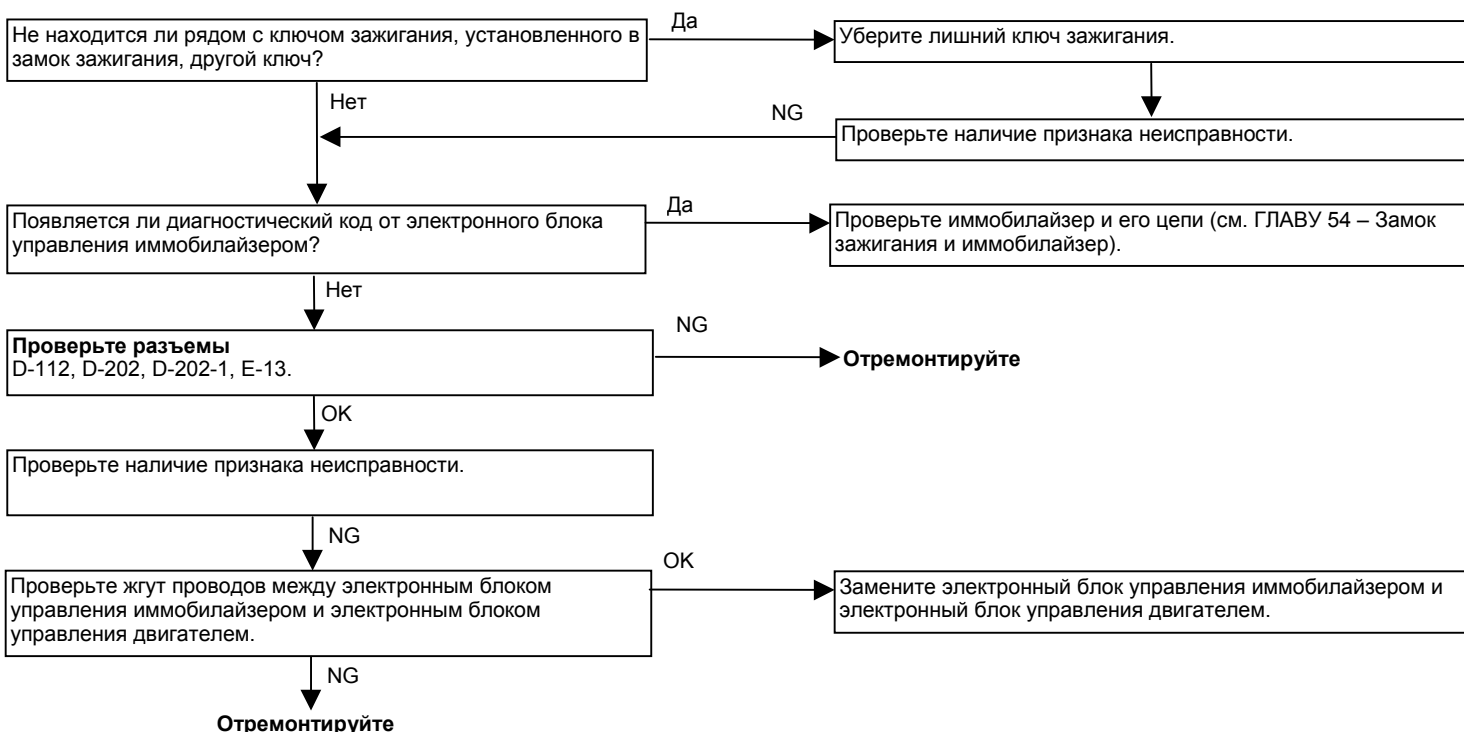 Не находится ли рядом с ключом зажигания, установленного в
замок зажигания, другой ключ?
Да
Уберите лишний ключ зажигания.
Нет
NG
Проверьте наличие признака неисправности.
Появляется ли диагностический код от электронного блока
управления иммобилайзером?
Да
Проверьте иммобилайзер и его цепи (см. ГЛАВУ 54 – Замок
зажигания и иммобилайзер).
Нет
Проверьте разъемы
D-112, D-202, D-202-1, E-13.
NG
Отремонтируйте
OK
Проверьте наличие признака неисправности.
NG
Проверьте жгут проводов между электронным блоком
управления иммобилайзером и электронным блоком
управления двигателем.
OK
Замените электронный блок управления иммобилайзером и
электронный блок управления двигателем.
NG
Отремонтируйте